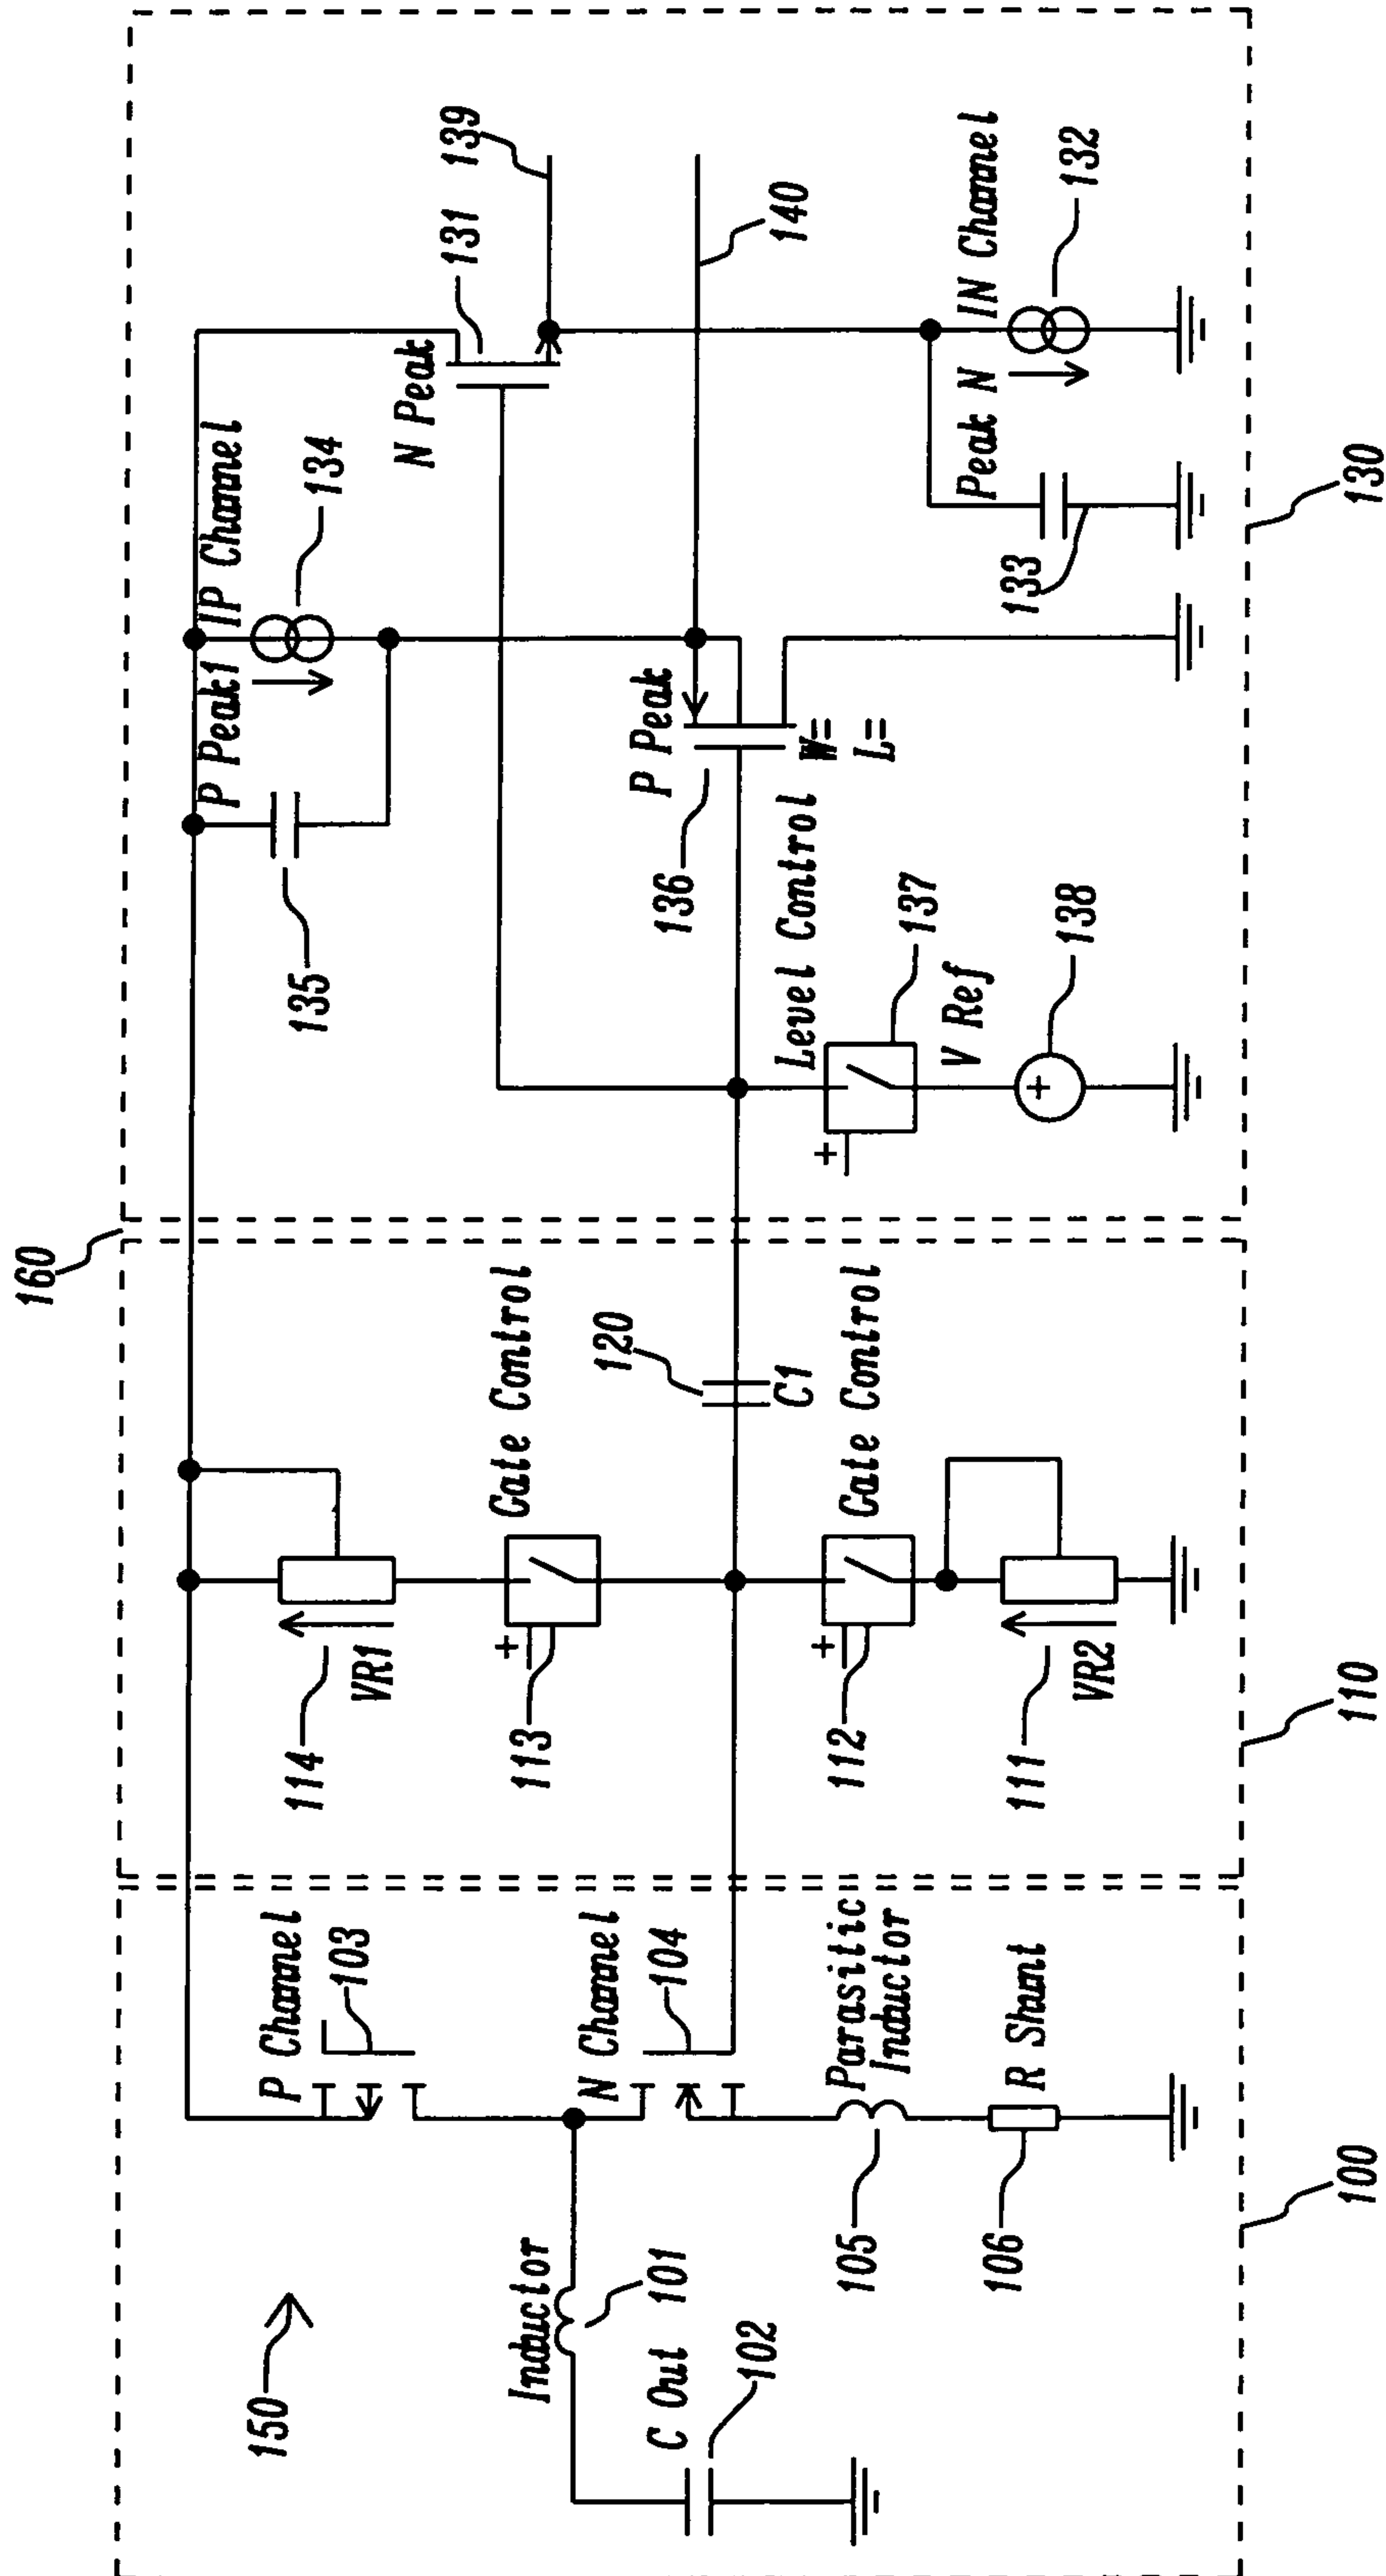 160
150
P Channel
103
Inductor
101
C Out
102
N Channel
104
Parasitic
Inductor
105
R Shunt
106
100
114
VR1
Gate Control
+
113
120
C1
Gate Control
+
112
111
VR2
110
P Peak1 IP Channel
135
134
N Peak
131
139
P Peak
136
W=
L=
140
Level Control
+
137
V Ref
+
138
Peak N IN Channel
133
132
130